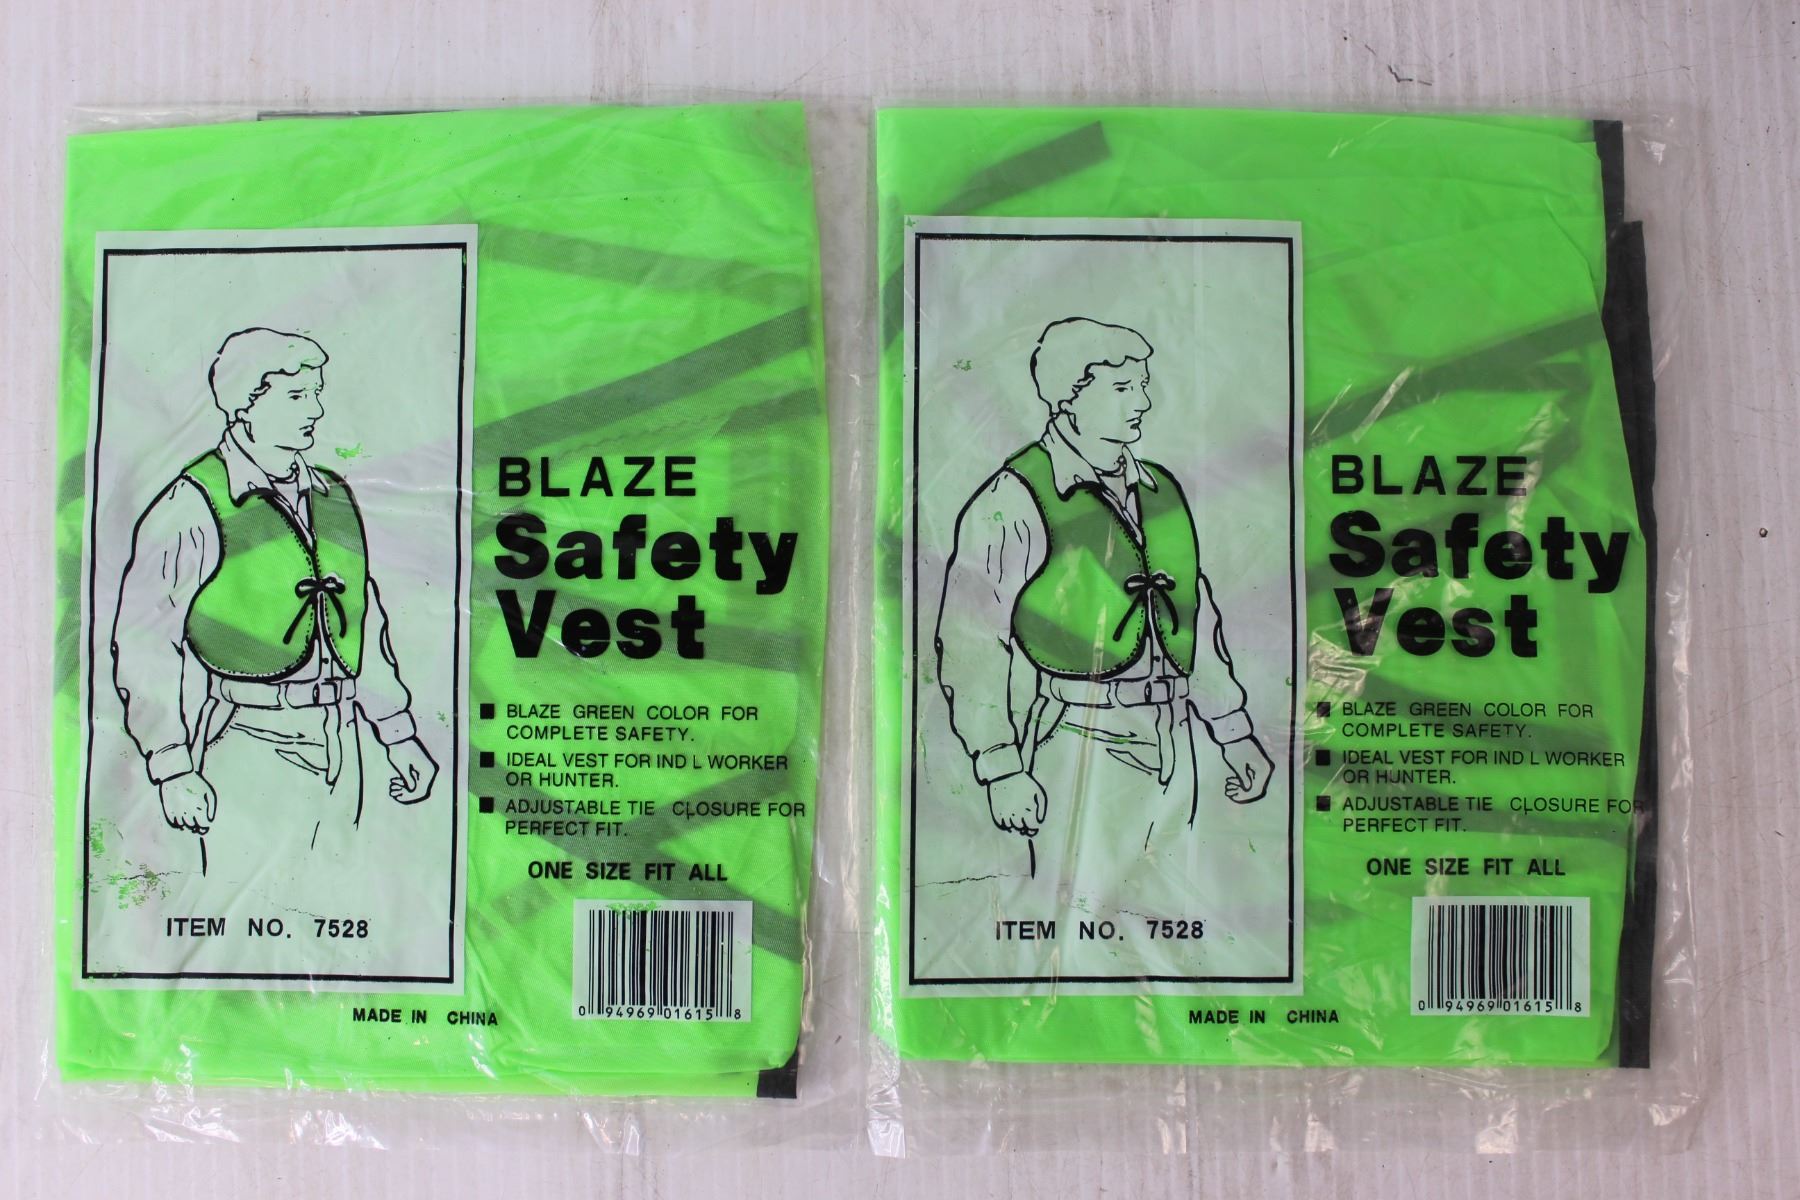 BLAZE
Safety
Vest
■ BLAZE GREEN COLOR FOR
COMPLETE SAFETY.
■ IDEAL VEST FOR IND L WORKER
OR HUNTER.
■ ADJUSTABLE TIE CLOSURE FOR
PERFECT FIT.
ONE SIZE FIT ALL
ITEM NO. 7528
0 94969 01615 8
MADE IN CHINA
BLAZE
Safety
Vest
■ BLAZE GREEN COLOR FOR
COMPLETE SAFETY.
■ IDEAL VEST FOR IND L WORKER
OR HUNTER.
■ ADJUSTABLE TIE CLOSURE FOR
PERFECT FIT.
ONE SIZE FIT ALL
ITEM NO. 7528
0 94969 01615 8
MADE IN CHINA